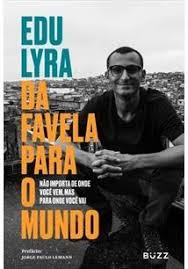 EDU
LYRA
DA
FAVELA
PARA
O
MUNDO
NÃO IMPORTA DE ONDE
VOCÊ VEM, MAS
PARA ONDE VOCÊ VAI
Prefácio:
JORGE PAULO LEMANN
BUZZ